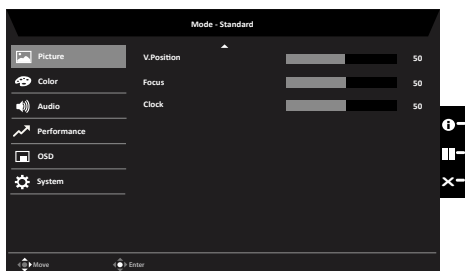 Mode - Standard
Picture
V.Position 50
Color
Focus 50
Audio
Clock 50
Performance
OSD
System
Move Enter